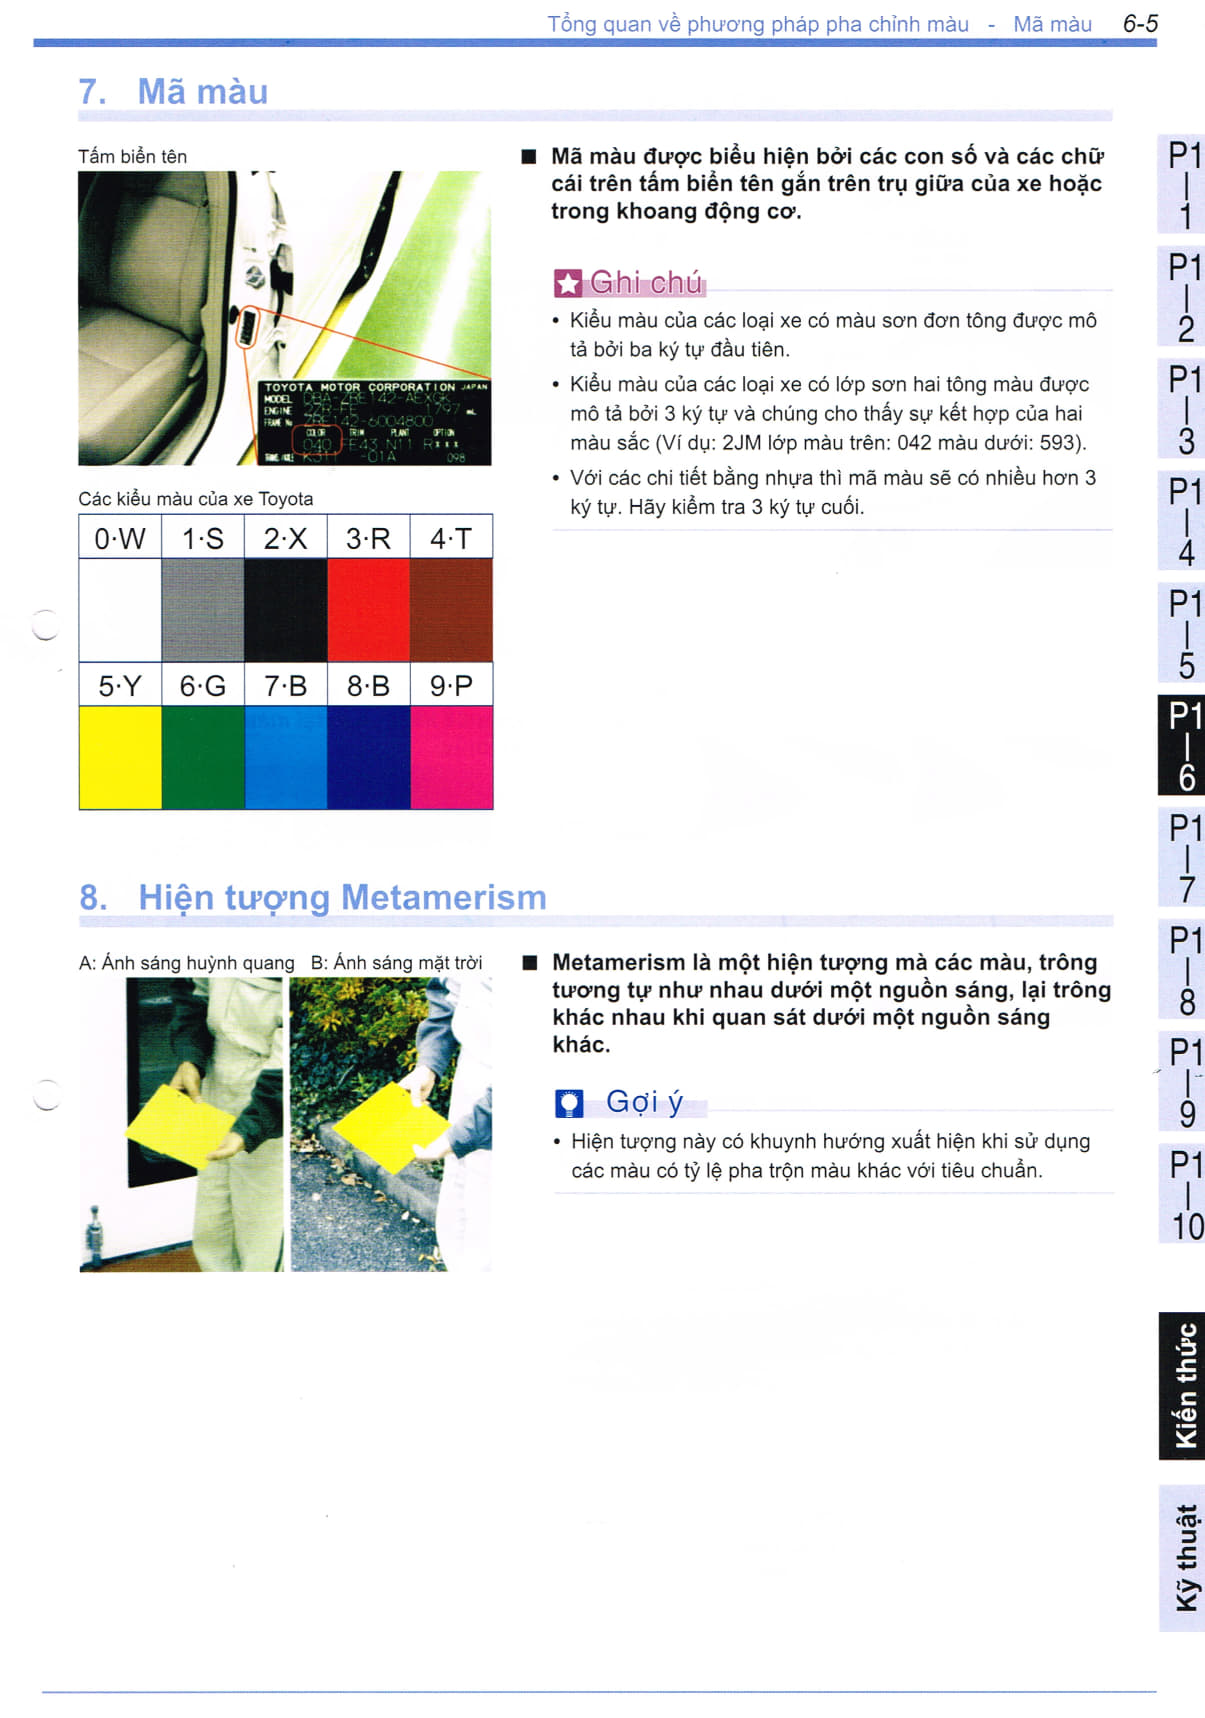 Tổng quan về phương pháp pha chỉnh màu - Mã màu 6-5
7. Mã màu
Tấm biển tên
TOYOTA MOTOR CORPORATION JAPAN
MODEL DBA-ZRE142-AEXGK
ENGINE 2ZR-FE 1797 mL
FRAME No ZRE142-6004800
COLOR TRIM PLANT OPTION
040 FE43 N11 R***
K311 -01A 098
Các kiểu màu của xe Toyota
0·W 1·S 2·X 3·R 4·T
5·Y 6·G 7·B 8·B 9·P
■ Mã màu được biểu hiện bởi các con số và các chữ
cái trên tấm biển tên gắn trên trụ giữa của xe hoặc
trong khoang động cơ.
Ghi chú
• Kiểu màu của các loại xe có màu sơn đơn tông được mô
tả bởi ba ký tự đầu tiên.
• Kiểu màu của các loại xe có lớp sơn hai tông màu được
mô tả bởi 3 ký tự và chúng cho thấy sự kết hợp của hai
màu sắc (Ví dụ: 2JM lớp màu trên: 042 màu dưới: 593).
• Với các chi tiết bằng nhựa thì mã màu sẽ có nhiều hơn 3
ký tự. Hãy kiểm tra 3 ký tự cuối.
8. Hiện tượng Metamerism
A: Ánh sáng huỳnh quang B: Ánh sáng mặt trời
■ Metamerism là một hiện tượng mà các màu, trông
tương tự như nhau dưới một nguồn sáng, lại trông
khác nhau khi quan sát dưới một nguồn sáng
khác.
Gợi ý
• Hiện tượng này có khuynh hướng xuất hiện khi sử dụng
các màu có tỷ lệ pha trộn màu khác với tiêu chuẩn.
P1
1
P1
2
P1
3
P1
4
P1
5
P1
6
P1
7
P1
8
P1
9
P1
10
Kiến thức
Kỹ thuật